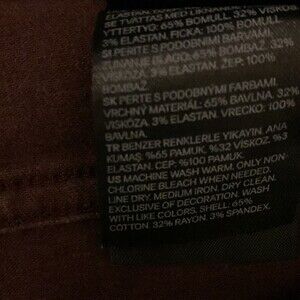 SE TVÄTTAS MED LIKNANDE
YTTERTYG: 65% BOMULL. 32% VISKOS.
3% ELASTAN. FICKA: 100% BOMULL.
SI PERITE S PODOBNIMI BARVAMI.
ZUNANJE BLAGO: 65% BOMBAŽ. 32%
VISKOZA. 3% ELASTAN. ŽEP: 100%
BOMBAŽ.
SK PERTE S PODOBNÝMI FARBAMI.
VRCHNÝ MATERIÁL: 65% BAVLNA. 32%
VISKÓZA. 3% ELASTAN. VRECKO: 100%
BAVLNA.
TR BENZER RENKLERLE YIKAYIN. ANA
KUMAŞ: %65 PAMUK. %32 VİSKOZ. %3
ELASTAN. CEP: %100 PAMUK.
US MACHINE WASH WARM. ONLY NON-
CHLORINE BLEACH WHEN NEEDED.
LINE DRY. MEDIUM IRON. DRY CLEAN.
EXCLUSIVE OF DECORATION. WASH
WITH LIKE COLORS. SHELL: 65%
COTTON. 32% RAYON. 3% SPANDEX.